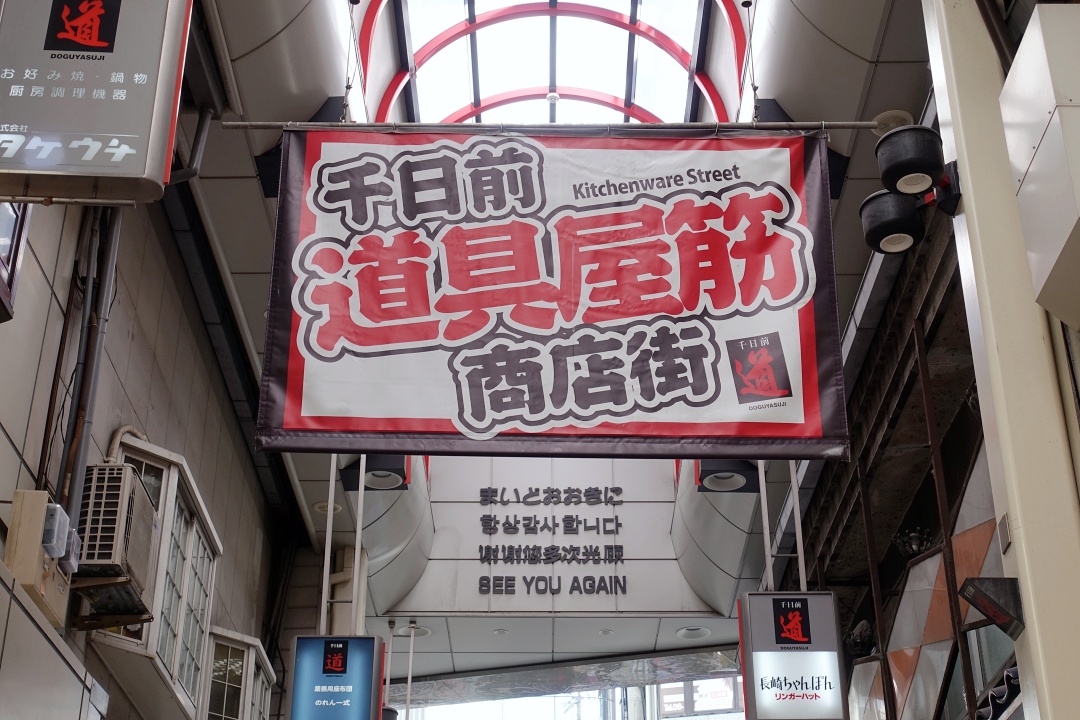 道
DOGUYASUJI
お好み焼・鍋物
厨房調理機器
式会社
タケウチ
千日前
Kitchenware Street
道具屋筋
商店街
千日前
道
DOGUYASUJI
まいどおおきに
항상감사합니다
谢谢您多次光顾
SEE YOU AGAIN
千日前
道
業務用座布団
のれん一式
千日前
道
DOGUYASUJI
長崎ちゃんぽん
リンガーハット